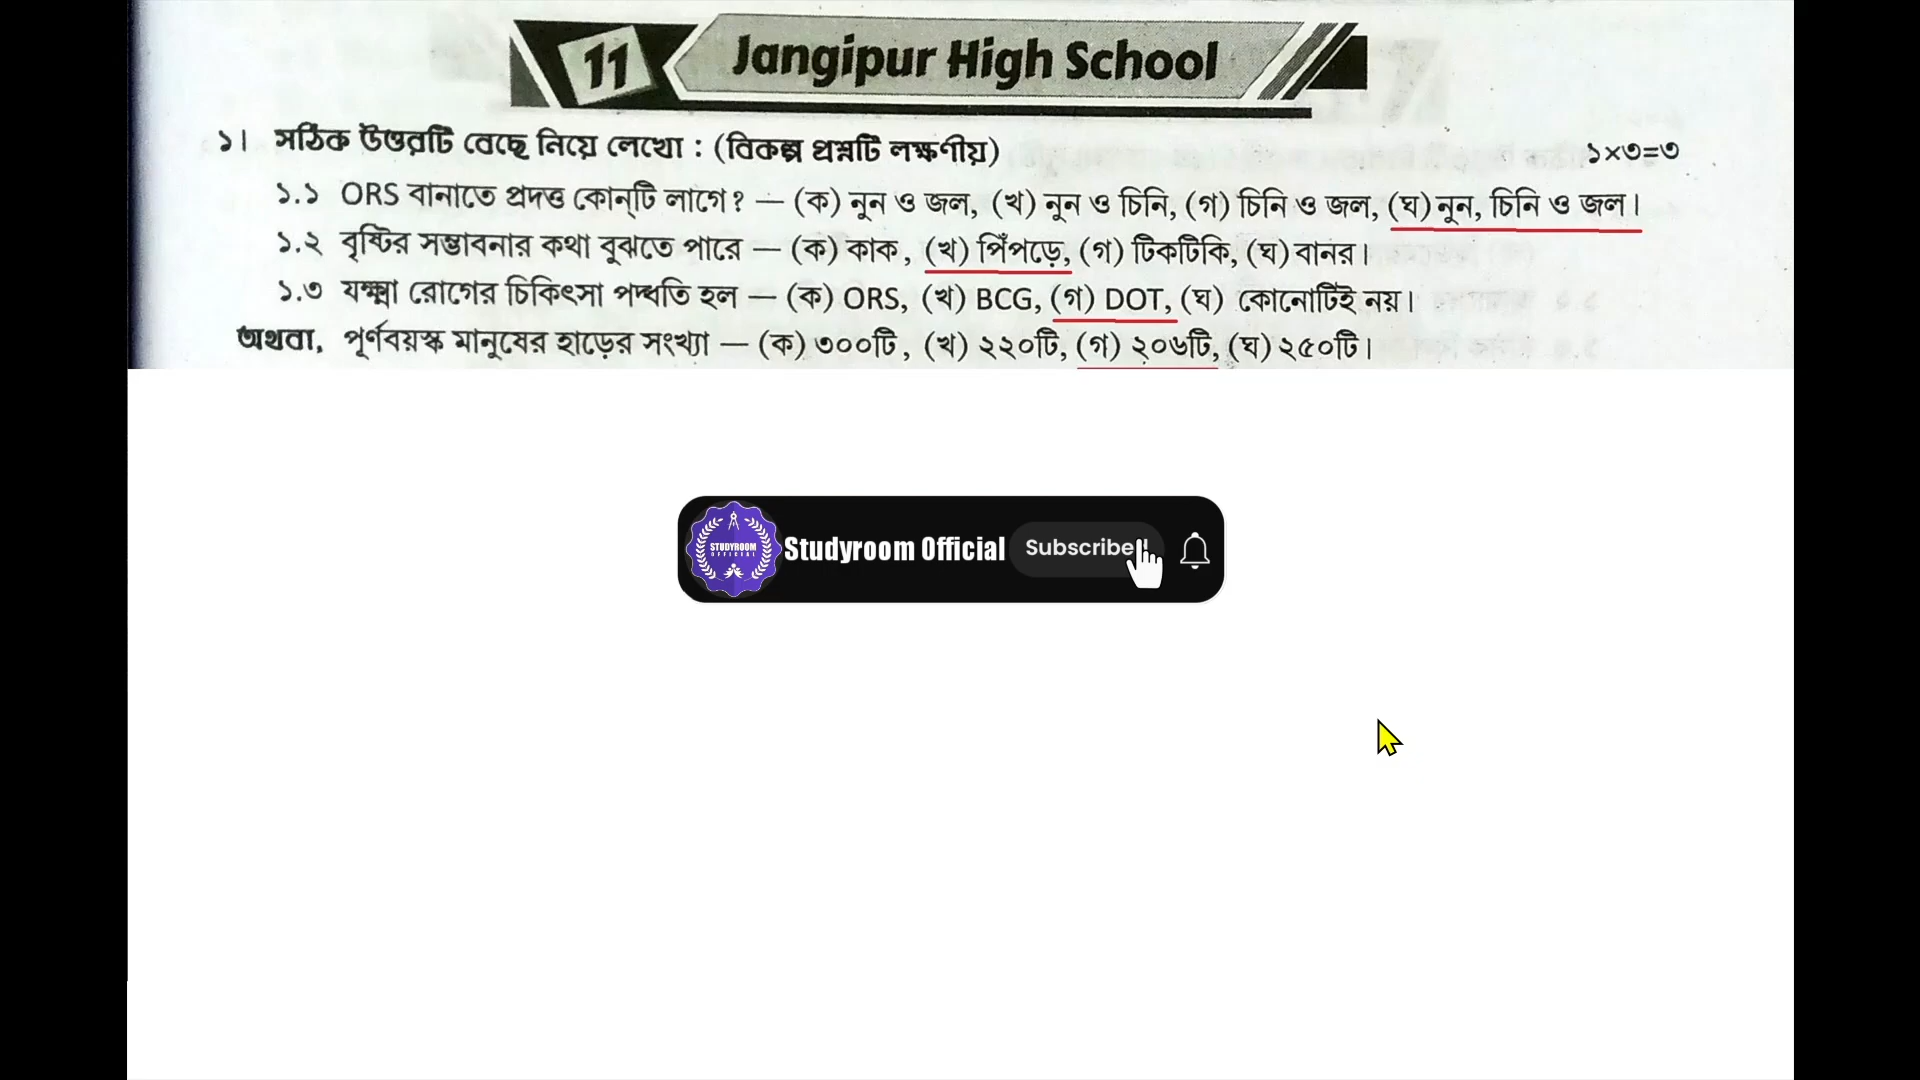 11 Jangipur High School
১। সঠিক উত্তরটি বেছে নিয়ে লেখো : (বিকল্প প্রশ্নটি লক্ষণীয়) ১×৩=৩
১.১ ORS বানাতে প্রদত্ত কোন্‌টি লাগে? — (ক) নুন ও জল, (খ) নুন ও চিনি, (গ) চিনি ও জল, (ঘ) নুন, চিনি ও জল।
১.২ বৃষ্টির সম্ভাবনার কথা বুঝতে পারে — (ক) কাক, (খ) পিঁপড়ে, (গ) টিকটিকি, (ঘ) বানর।
১.৩ যক্ষ্মা রোগের চিকিৎসা পদ্ধতি হল — (ক) ORS, (খ) BCG, (গ) DOT, (ঘ) কোনোটিই নয়।
অথবা, পূর্ণবয়স্ক মানুষের হাড়ের সংখ্যা — (ক) ৩০০টি, (খ) ২২০টি, (গ) ২০৬টি, (ঘ) ২৫০টি।
STUDYROOM
OFFICIAL
Studyroom Official Subscribe